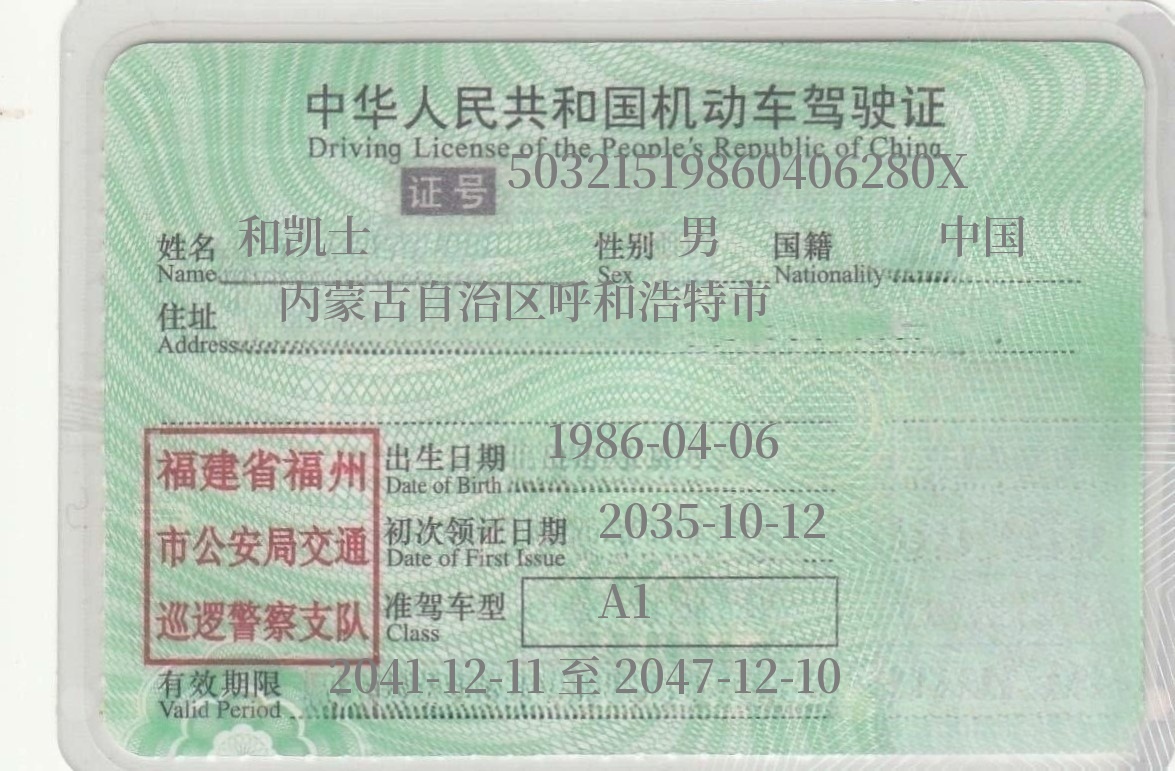 中华人民共和国机动车驾驶证
Driving License of the People's Republic of China
证号 50321519860406280X
姓名 和凯士 性别 男 国籍 中国
Name Sex Nationality
内蒙古自治区呼和浩特市
住址
Address
福建省福州
市公安局交通
巡逻警察支队
出生日期 1986-04-06
Date of Birth
初次领证日期 2035-10-12
Date of First Issue
准驾车型 A1
Class
有效期限 2041-12-11 至 2047-12-10
Valid Period